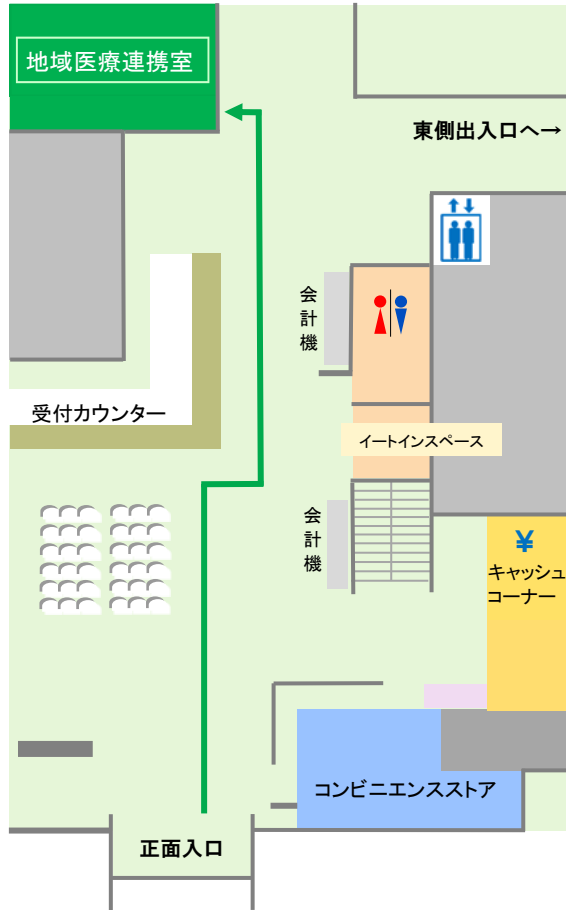 地域医療連携室
東側出入口へ→
会計機
受付カウンター
イートインスペース
会計機
¥
キャッシュ
コーナー
コンビニエンスストア
正面入口